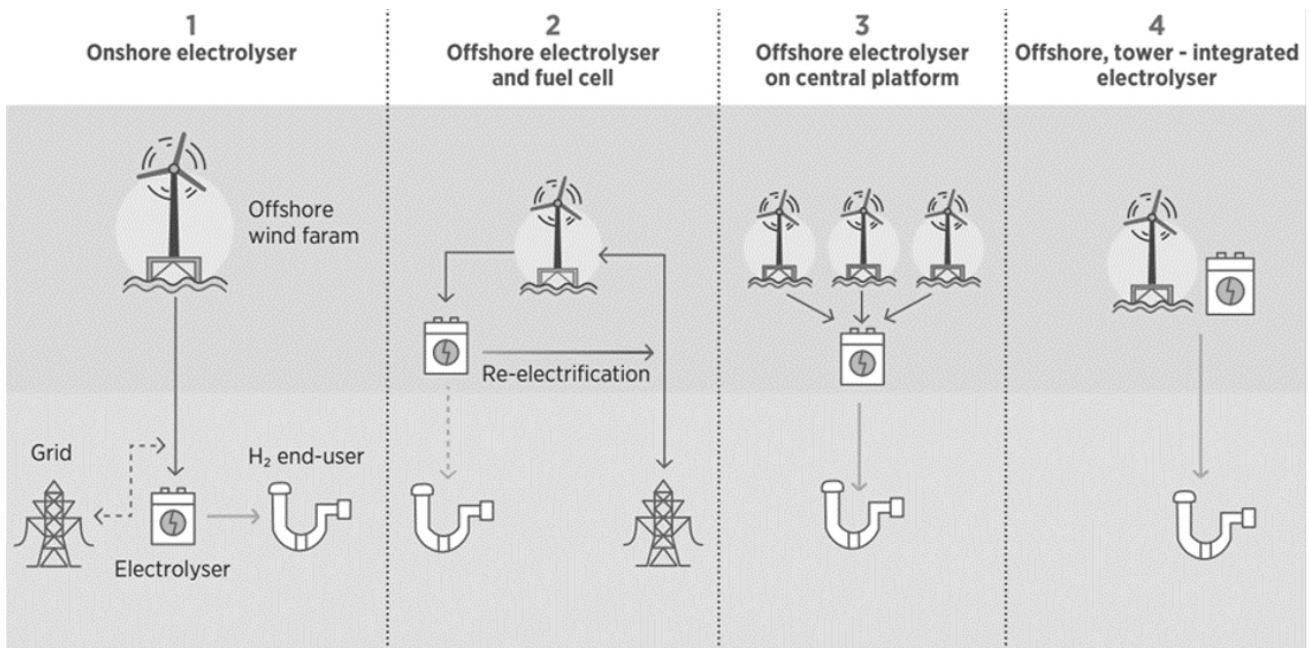 1
Onshore electrolyser
2
Offshore electrolyser
and fuel cell
3
Offshore electrolyser
on central platform
4
Offshore, tower - integrated
electrolyser
Offshore
wind faram
Grid
H₂ end-user
Electrolyser
Re-electrification